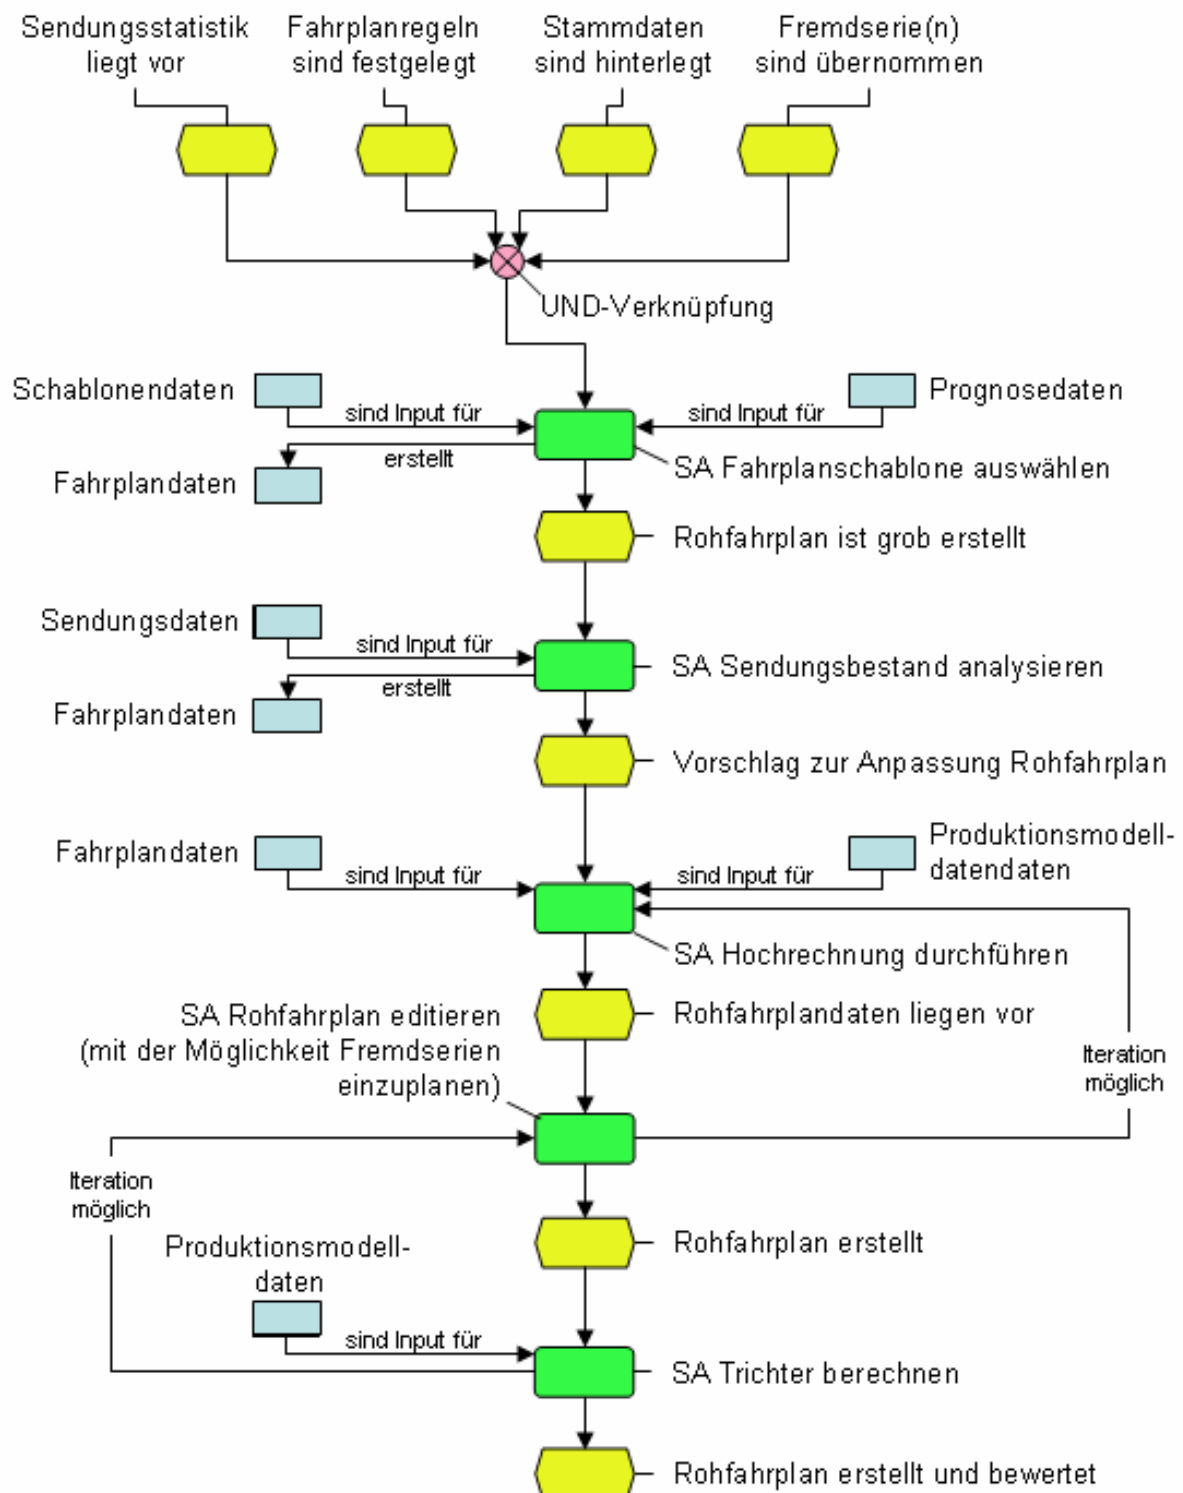 Sendungsstatistik
liegt vor
Fahrplanregeln
sind festgelegt
Stammdaten
sind hinterlegt
Fremdserie(n)
sind übernommen
UND-Verknüpfung
Schablonendaten
sind Input für
sind Input für
Prognosedaten
erstellt
Fahrplandaten
SA Fahrplanschablone auswählen
Rohfahrplan ist grob erstellt
Sendungsdaten
sind Input für
SA Sendungsbestand analysieren
erstellt
Fahrplandaten
Vorschlag zur Anpassung Rohfahrplan
Fahrplandaten
sind Input für
sind Input für
Produktionsmodell-
datendaten
SA Hochrechnung durchführen
Rohfahrplandaten liegen vor
SA Rohfahrplan editieren
(mit der Möglichkeit Fremdserien
einzuplanen)
Iteration
möglich
Iteration
möglich
Rohfahrplan erstellt
Produktionsmodell-
daten
sind Input für
SA Trichter berechnen
Rohfahrplan erstellt und bewertet